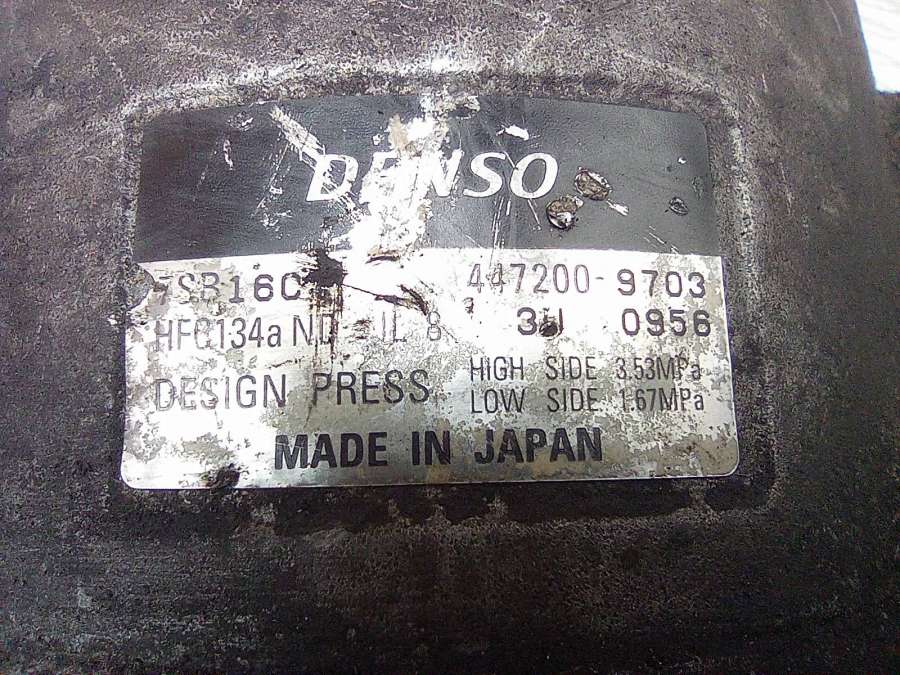 DENSO
7SB16C 447200-9703
HFC134a ND-OIL 8 0956
DESIGN PRESS HIGH SIDE 3.53MPa
LOW SIDE 1.67MPa
MADE IN JAPAN